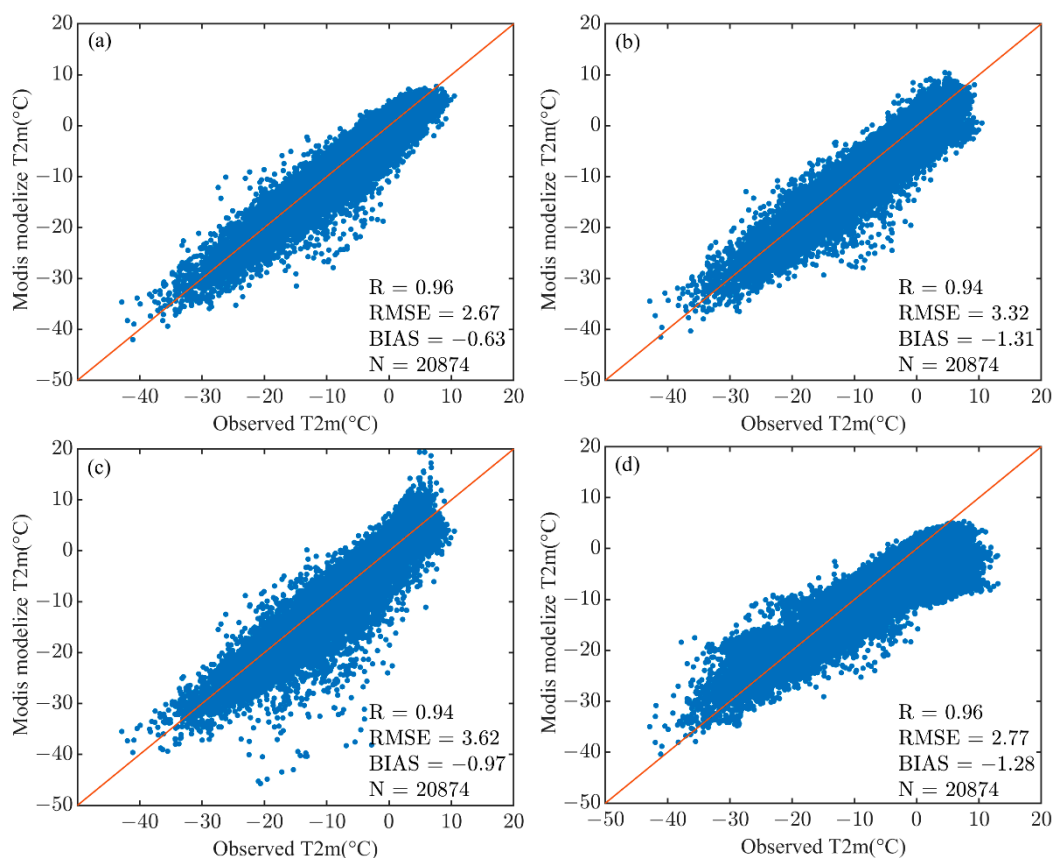 (a)
20
10
0
−10
−20
−30
−40
−50
Modis modelize T2m(°C)
R = 0.96
RMSE = 2.67
BIAS = −0.63
N = 20874
−40 −30 −20 −10 0 10 20
Observed T2m(°C)
(b)
20
10
0
−10
−20
−30
−40
−50
Modis modelize T2m(°C)
R = 0.94
RMSE = 3.32
BIAS = −1.31
N = 20874
−40 −30 −20 −10 0 10 20
Observed T2m(°C)
(c)
20
10
0
−10
−20
−30
−40
−50
Modis modelize T2m(°C)
R = 0.94
RMSE = 3.62
BIAS = −0.97
N = 20874
−40 −30 −20 −10 0 10 20
Observed T2m(°C)
(d)
20
10
0
−10
−20
−30
−40
−50
Modis modelize T2m(°C)
R = 0.96
RMSE = 2.77
BIAS = −1.28
N = 20874
−50 −40 −30 −20 −10 0 10 20
Observed T2m(°C)